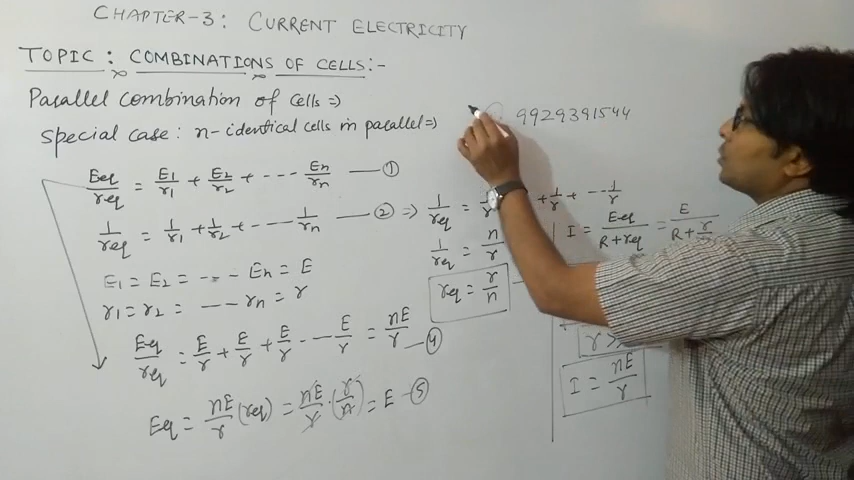 CHAPTER-3: CURRENT ELECTRICITY
TOPIC: COMBINATIONS OF CELLS:-
Parallel combination of cells ⇒
9929391544
special case: n-identical cells in parallel ⇒
Eeq/req = E1/r1 + E2/r2 + --- En/rn —— ①
1/req = 1/r1 + 1/r2 + --- 1/rn —— ② ⇒ 1/req = + 1/r + --- 1/r
1/req = n/r
req = r/n
E1 = E2 = --- En = E
r1 = r2 = --- rn = r
Eeq/req = E/r + E/r + E/r --- E/r = nE/r — ④
Eeq = nE/r (req) = nE/r · (r/n) = E — ⑤
I = Eeq/R+req = E/R+r/n
r >
I = nE/r